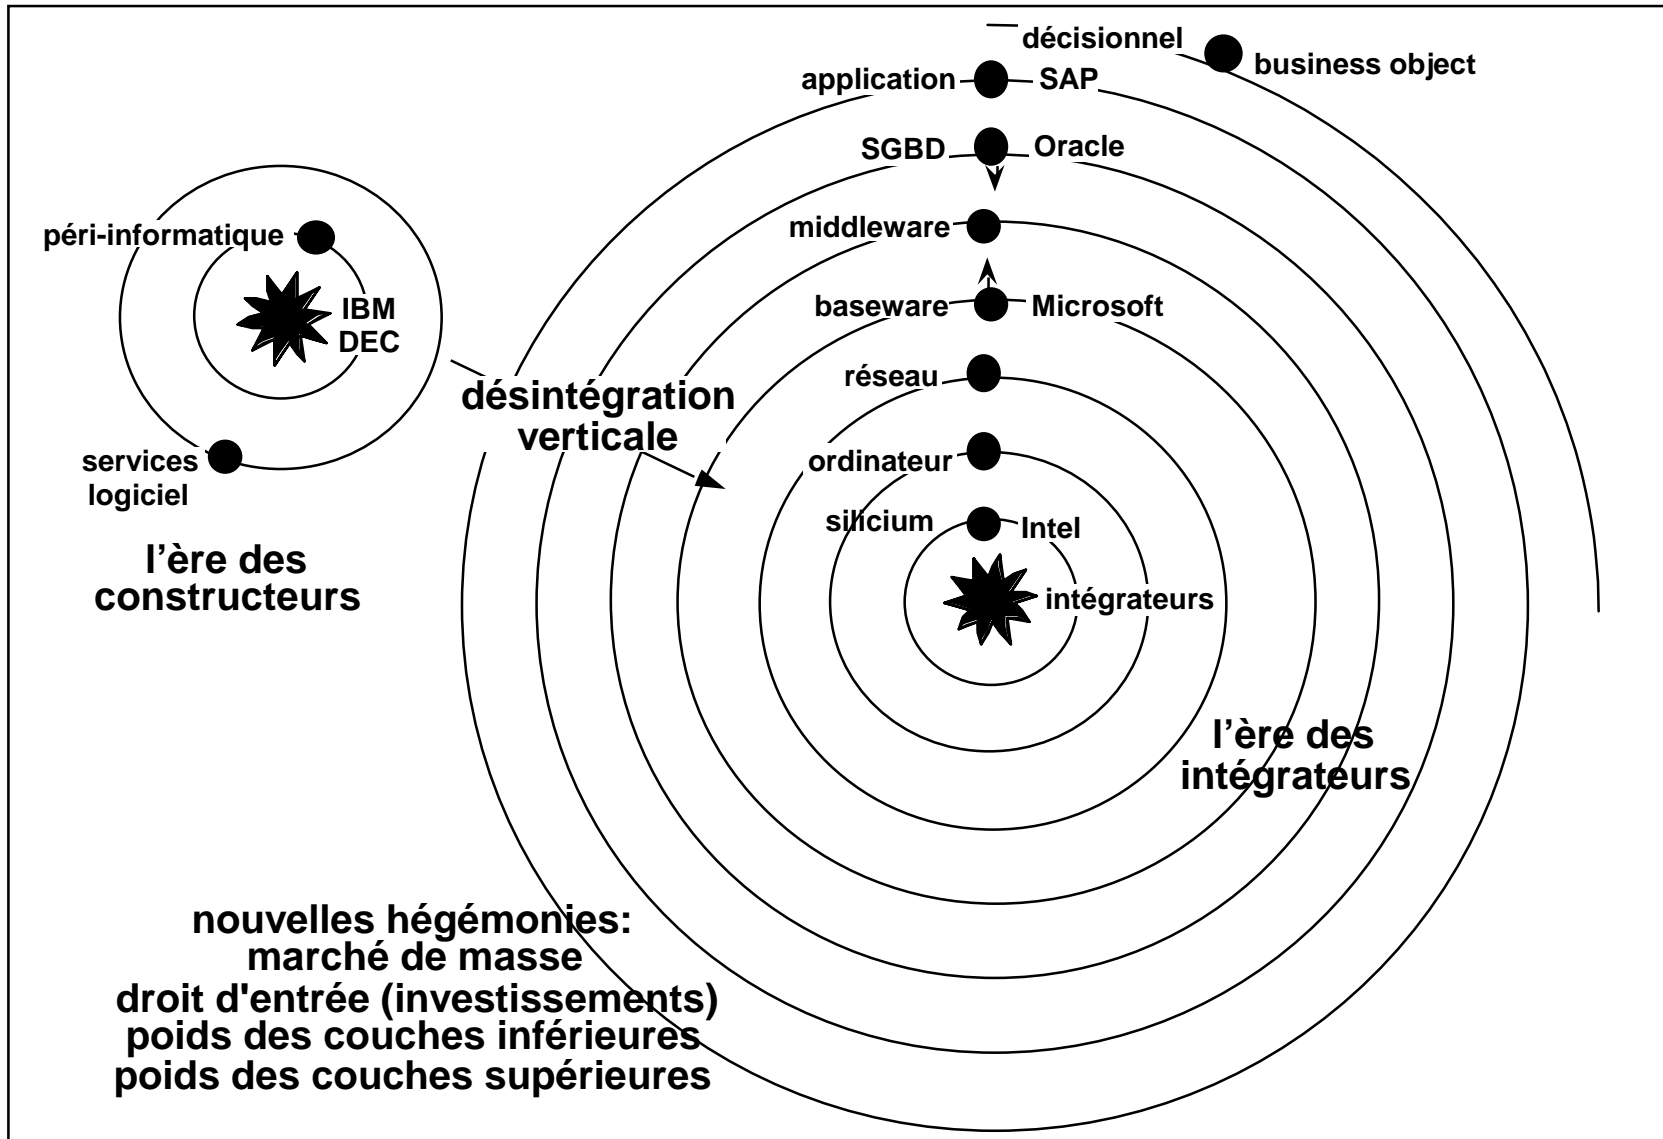 décisionnel
business object
application
SAP
SGBD
Oracle
péri-informatique
middleware
IBM
DEC
baseware
Microsoft
réseau
désintégration
verticale
services
logiciel
ordinateur
silicium
Intel
l'ère des
constructeurs
intégrateurs
l'ère des
intégrateurs
nouvelles hégémonies:
marché de masse
droit d'entrée (investissements)
poids des couches inférieures
poids des couches supérieures